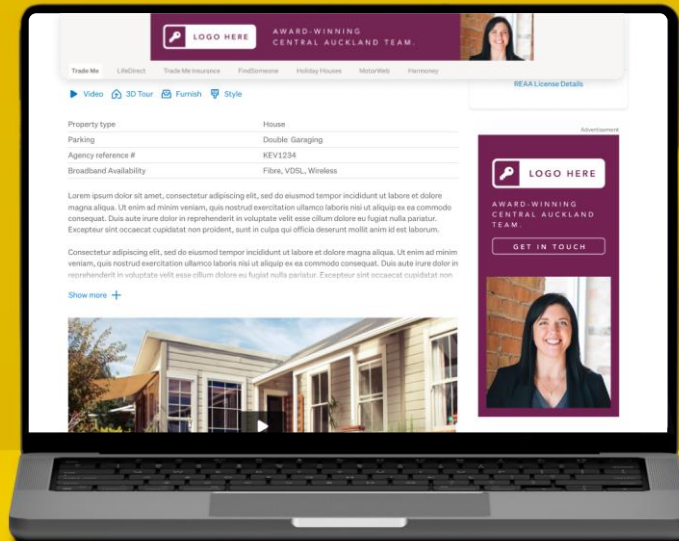 LOGO HERE
AWARD-WINNING
CENTRAL AUCKLAND TEAM.
Trade Me LifeDirect Trade Me Insurance FindSomeone Holiday Houses MotorWeb Harmoney
Video 3D Tour Furnish Style
Property type House
Parking Double Garaging
Agency reference # KEV1234
Broadband Availability Fibre, VDSL, Wireless
Lorem ipsum dolor sit amet, consectetur adipiscing elit, sed do eiusmod tempor incididunt ut labore et dolore
magna aliqua. Ut enim ad minim veniam, quis nostrud exercitation ullamco laboris nisi ut aliquip ex ea commodo
consequat. Duis aute irure dolor in reprehenderit in voluptate velit esse cillum dolore eu fugiat nulla pariatur.
Excepteur sint occaecat cupidatat non proident, sunt in culpa qui officia deserunt mollit anim id est laborum.
Consectetur adipiscing elit, sed do eiusmod tempor incididunt ut labore et dolore magna aliqua. Ut enim ad minim
veniam, quis nostrud exercitation ullamco laboris nisi ut aliquip ex ea commodo consequat. Duis aute irure dolor in
reprehenderit in voluptate velit esse cillum dolore eu fugiat nulla pariatur. Excepteur sint occaecat cupidatat non
Show more
REAA License Details
Advertisement
LOGO HERE
AWARD-WINNING
CENTRAL AUCKLAND
TEAM.
GET IN TOUCH